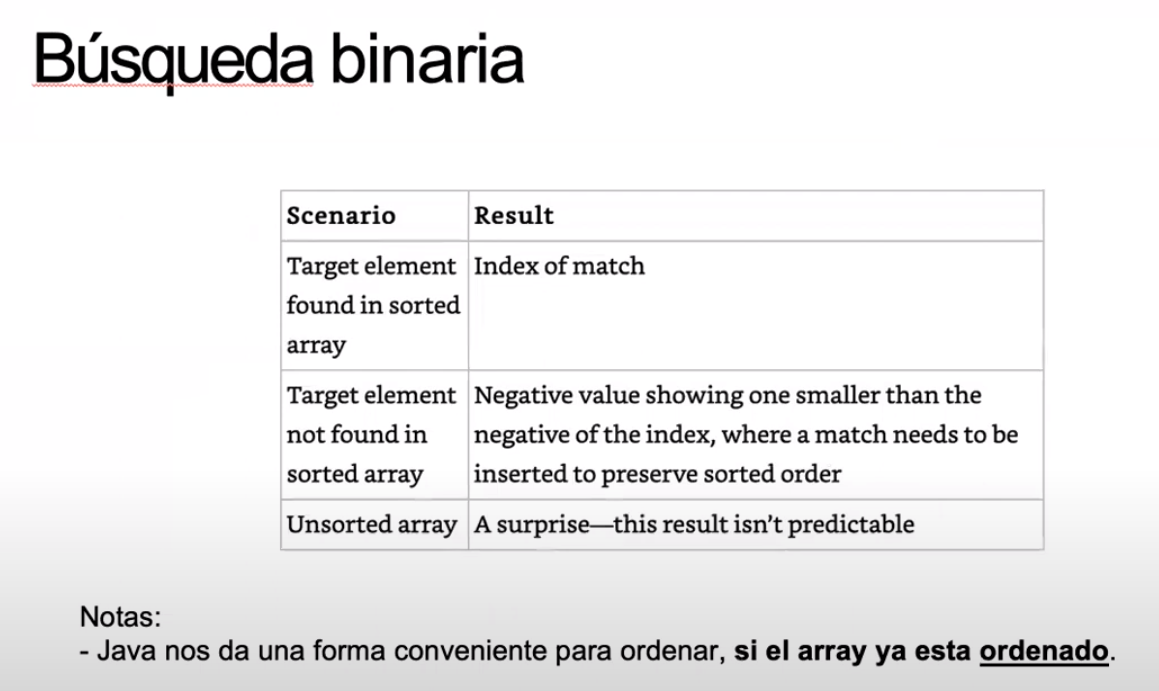 Búsqueda binaria
Scenario Result
Target element Index of match
found in sorted
array
Target element Negative value showing one smaller than the
not found in negative of the index, where a match needs to be
sorted array inserted to preserve sorted order
Unsorted array A surprise—this result isn’t predictable
Notas:
- Java nos da una forma conveniente para ordenar, si el array ya esta ordenado.